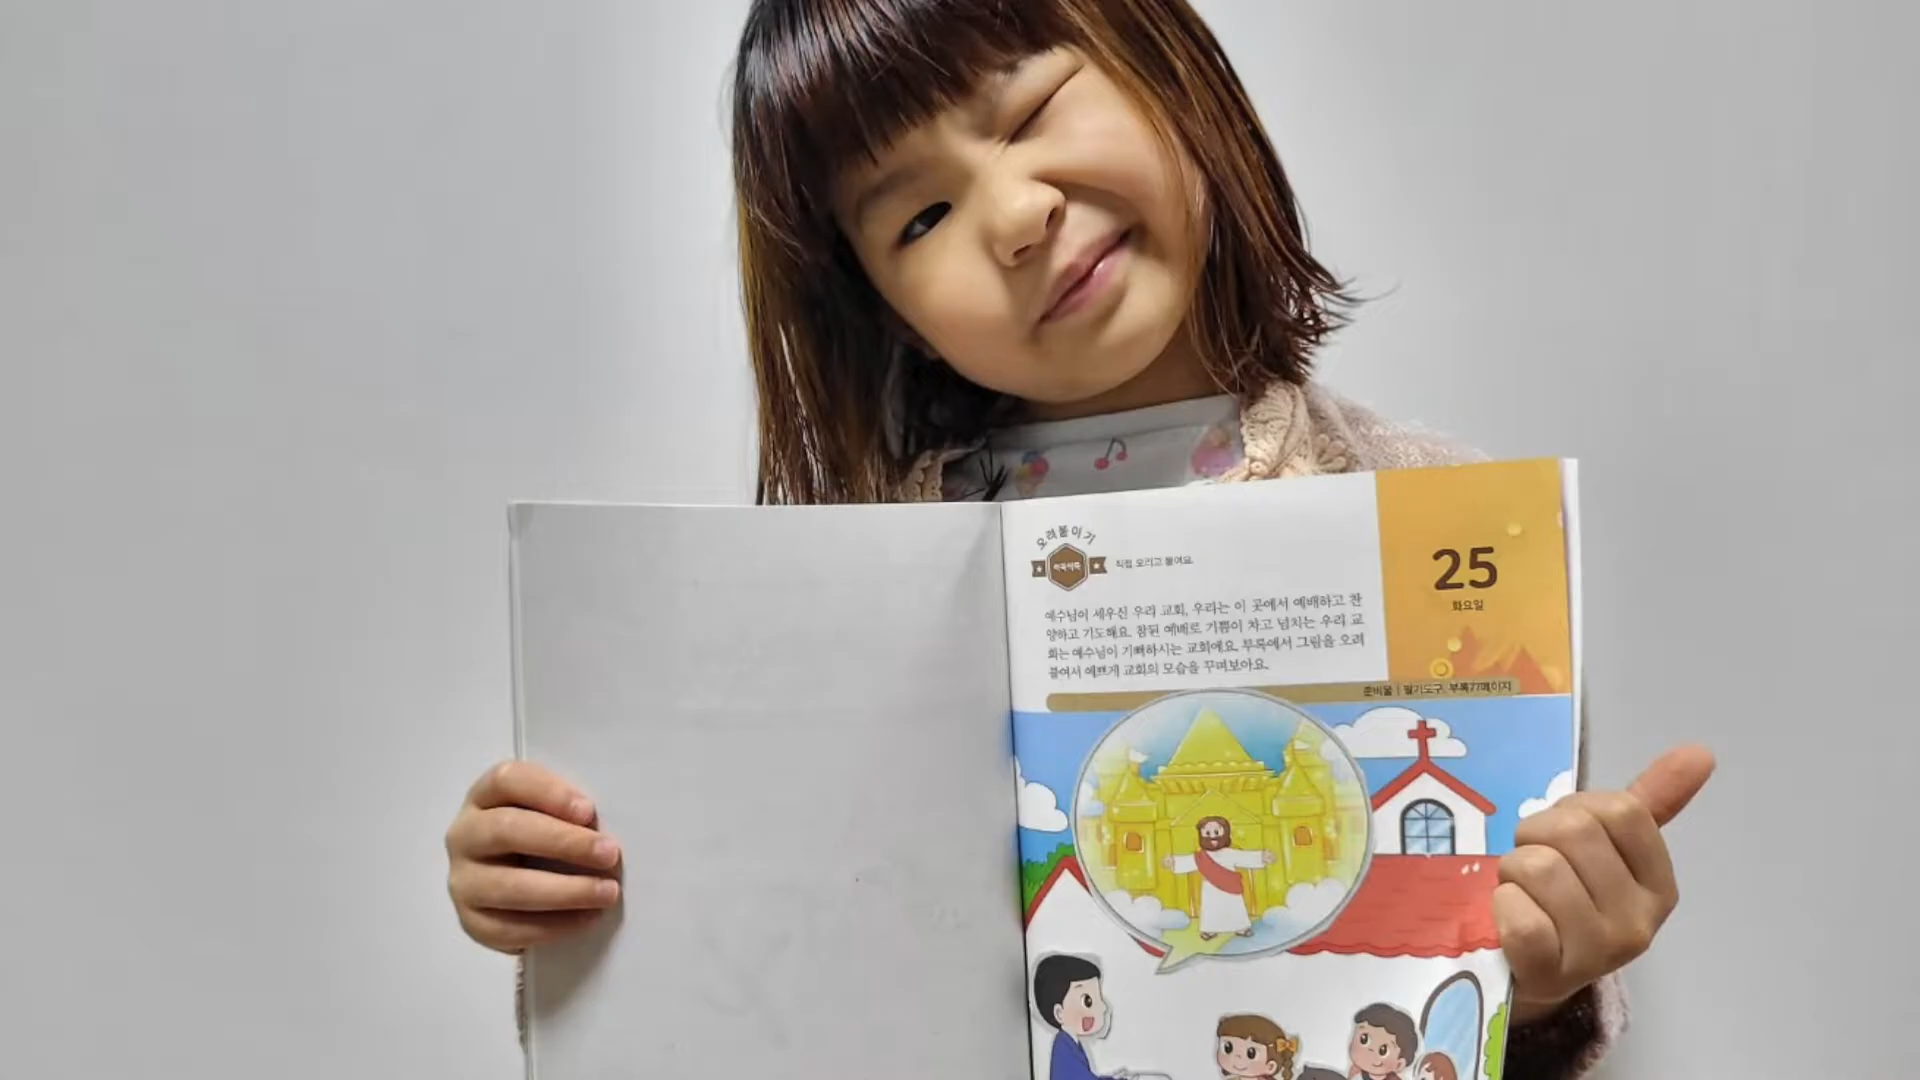 오려붙이기
직접 오리고 붙여요.
25
화요일
예수님이 세우신 우리 교회, 우리는 이 곳에서 예배하고 찬
양하고 기도해요. 참된 예배로 기쁨이 차고 넘치는 우리 교
회는 예수님이 기뻐하시는 교회에요. 부록에서 그림을 오려
붙여서 예쁘게 교회의 모습을 꾸며보아요.
준비물 | 필기도구, 부록77페이지